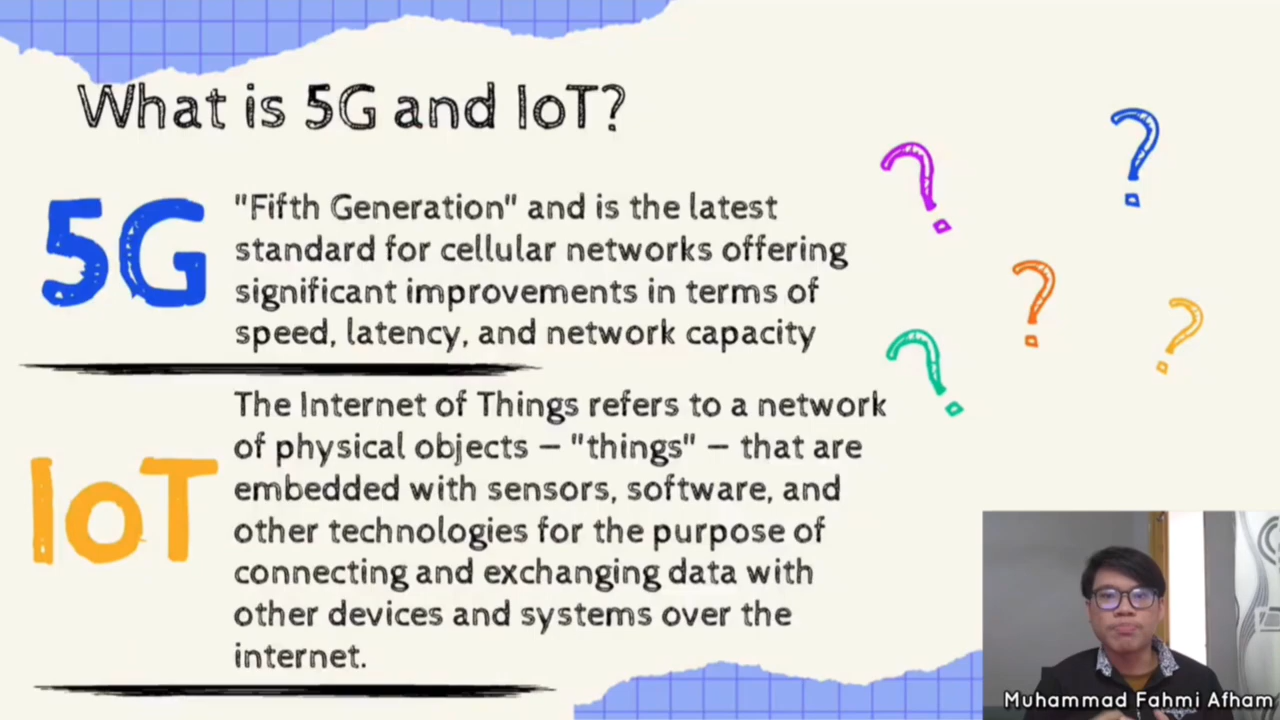 What is 5G and IoT?
5G
"Fifth Generation" and is the latest
standard for cellular networks offering
significant improvements in terms of
speed, latency, and network capacity
IoT
The Internet of Things refers to a network
of physical objects – "things" – that are
embedded with sensors, software, and
other technologies for the purpose of
connecting and exchanging data with
other devices and systems over the
internet.
? ? ? ? ?
Muhammad Fahmi Afham